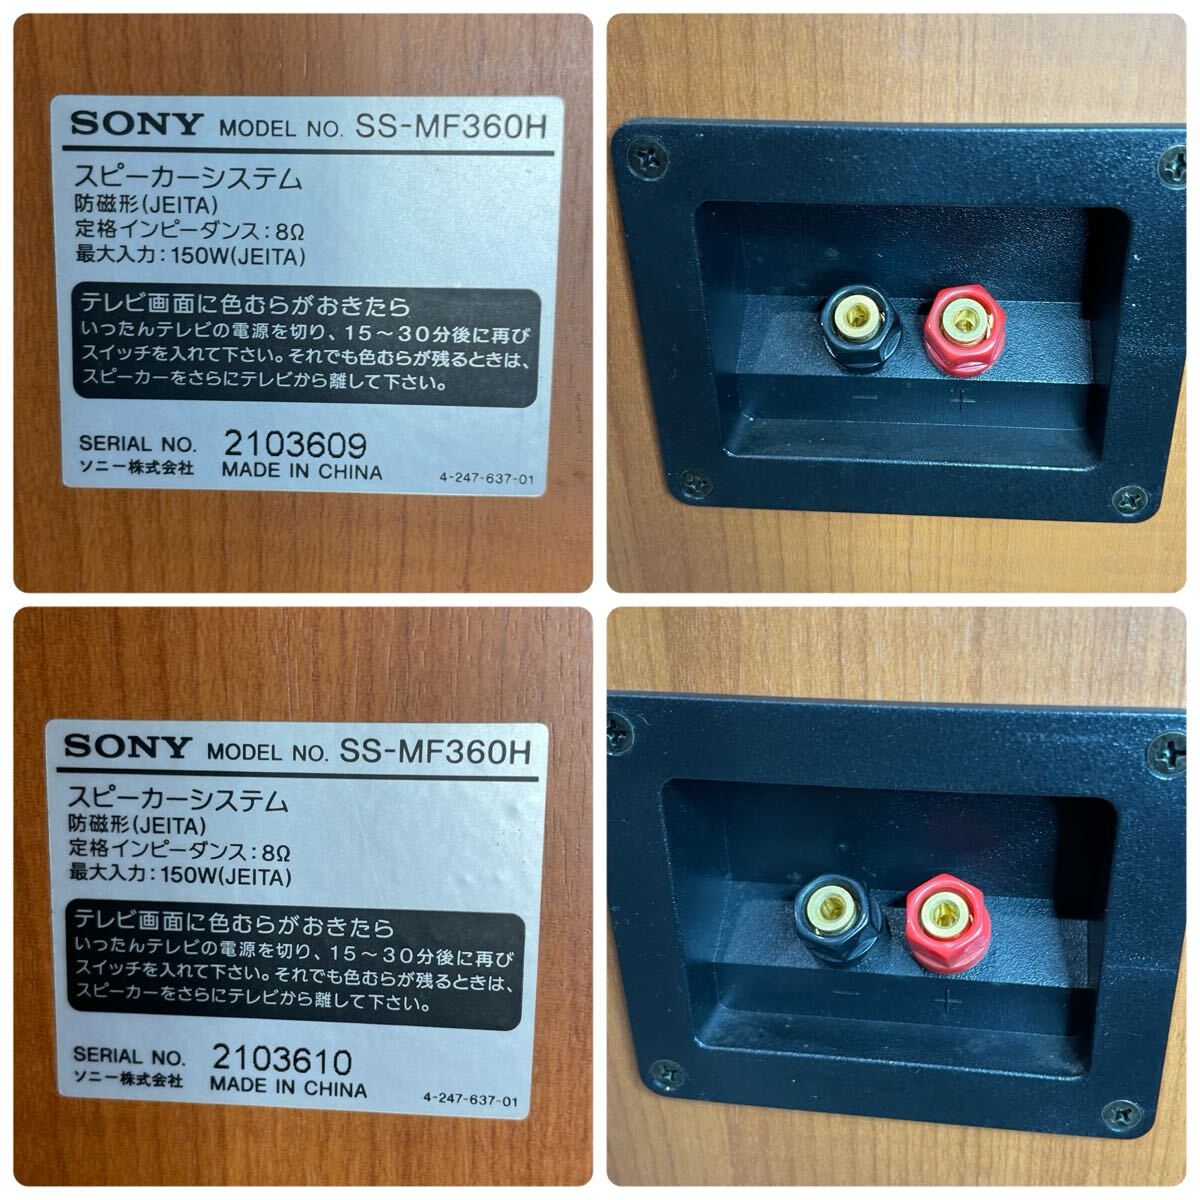 SONY MODEL NO. SS-MF360H
スピーカーシステム
防磁形(JEITA)
定格インピーダンス:8Ω
最大入力:150W(JEITA)
テレビ画面に色むらがおきたら
いったんテレビの電源を切り、15～30分後に再び
スイッチを入れて下さい。それでも色むらが残るときは、
スピーカーをさらにテレビから離して下さい。
SERIAL NO. 2103609
ソニー株式会社 MADE IN CHINA 4-247-637-01
− +
SONY MODEL NO. SS-MF360H
スピーカーシステム
防磁形(JEITA)
定格インピーダンス:8Ω
最大入力:150W(JEITA)
テレビ画面に色むらがおきたら
いったんテレビの電源を切り、15～30分後に再び
スイッチを入れて下さい。それでも色むらが残るときは、
スピーカーをさらにテレビから離して下さい。
SERIAL NO. 2103610
ソニー株式会社 MADE IN CHINA 4-247-637-01
− +